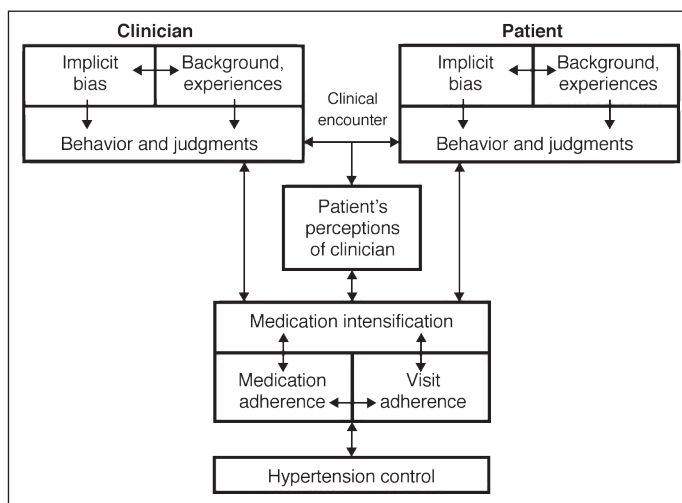 Clinician
Patient
Implicit
bias
Background,
experiences
Behavior and judgments
Clinical
encounter
Implicit
bias
Background,
experiences
Behavior and judgments
Patient's
perceptions
of clinician
Medication intensification
Medication
adherence
Visit
adherence
Hypertension control